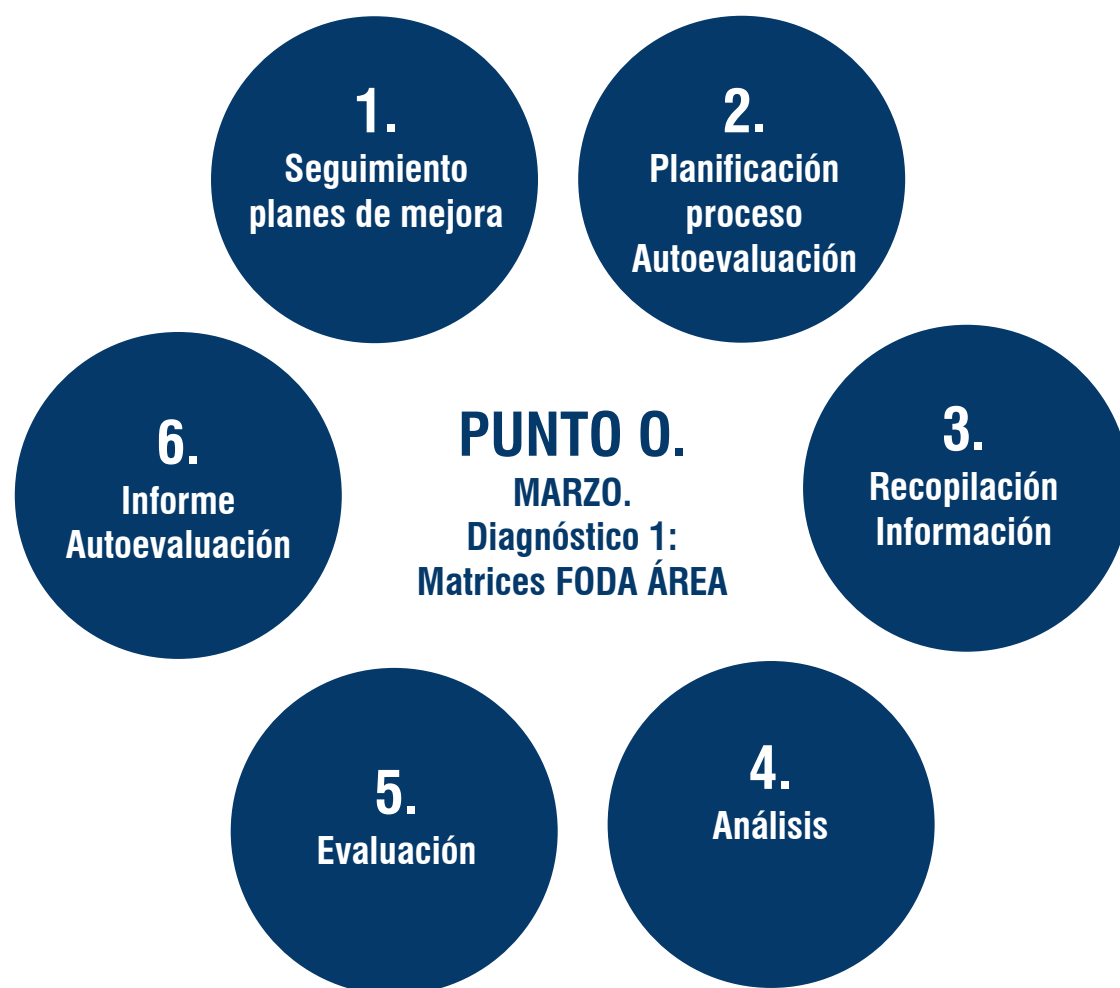 1.
Seguimiento
planes de mejora
2.
Planificación
proceso
Autoevaluación
3.
Recopilación
Información
4.
Análisis
5.
Evaluación
6.
Informe
Autoevaluación
PUNTO 0.
MARZO.
Diagnóstico 1:
Matrices FODA ÁREA